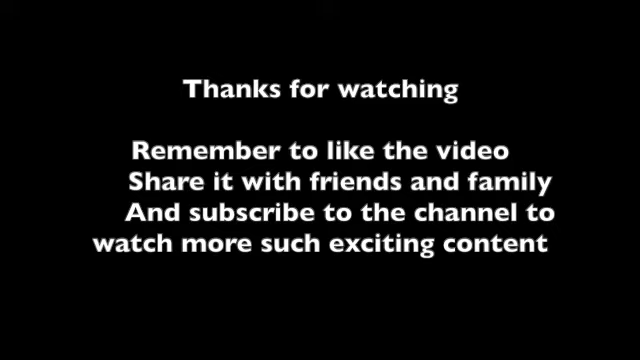 Thanks for watching
Remember to like the video
Share it with friends and family
And subscribe to the channel to
watch more such exciting content